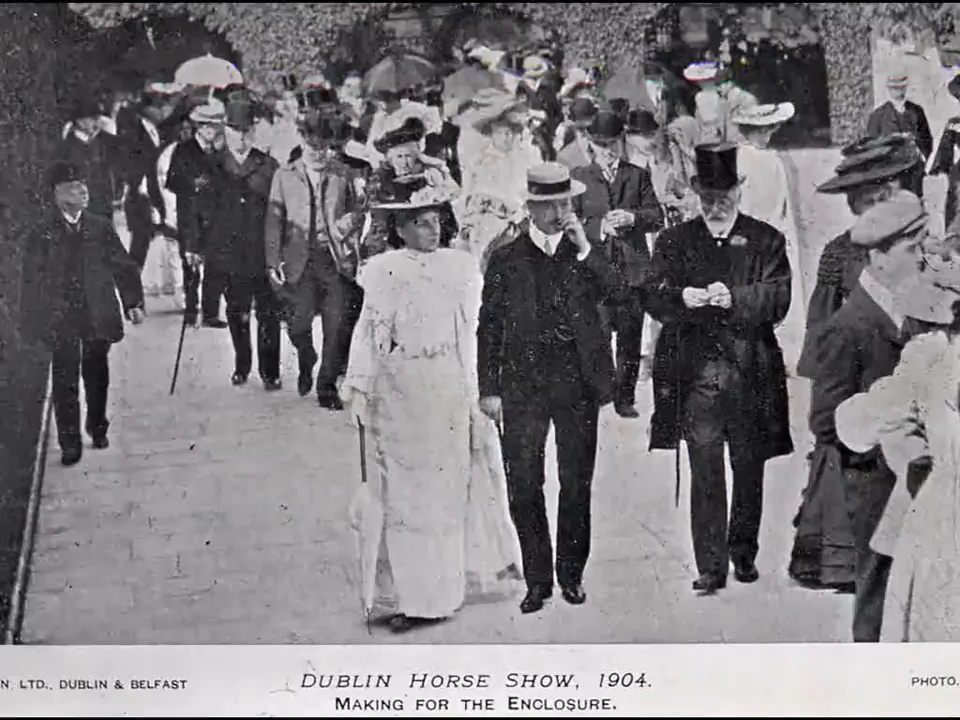 DUBLIN HORSE SHOW, 1904.
MAKING FOR THE ENCLOSURE.
LTD., DUBLIN & BELFAST
PHOTO.